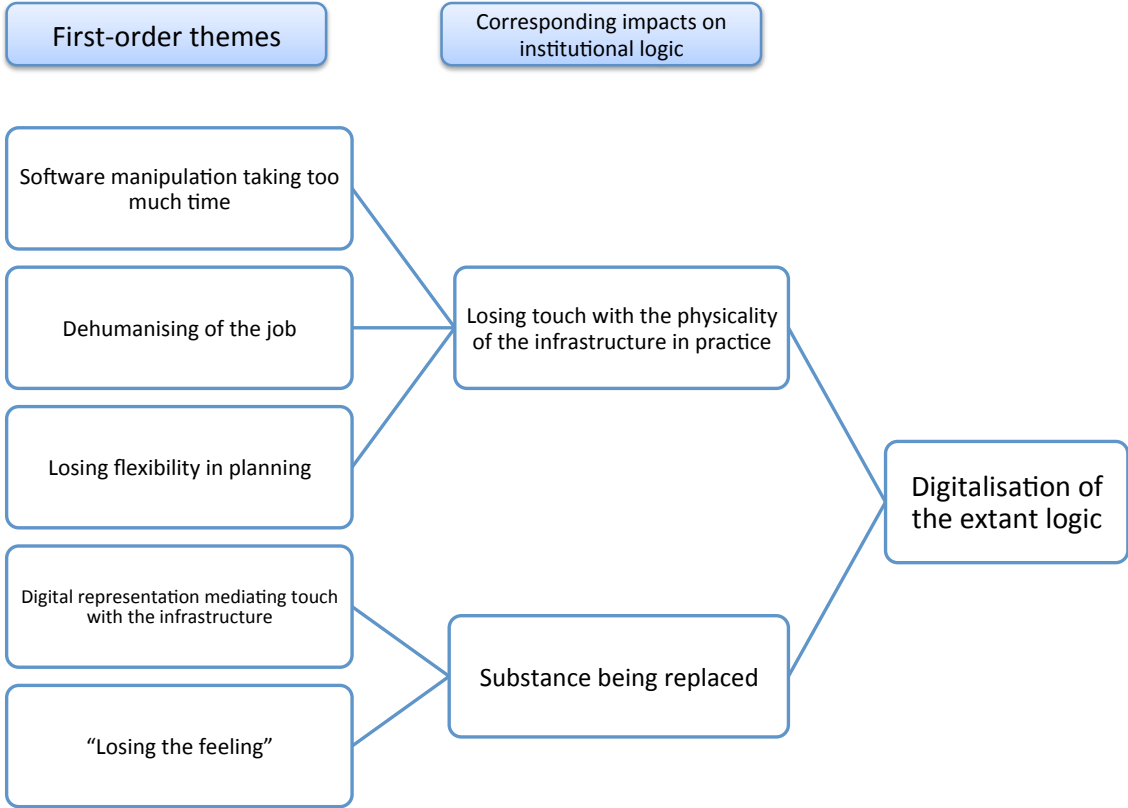 First-order themes
Corresponding impacts on
institutional logic
Software manipulation taking too
much time
Dehumanising of the job
Losing flexibility in planning
Digital representation mediating touch
with the infrastructure
“Losing the feeling”
Losing touch with the physicality
of the infrastructure in practice
Substance being replaced
Digitalisation of
the extant logic